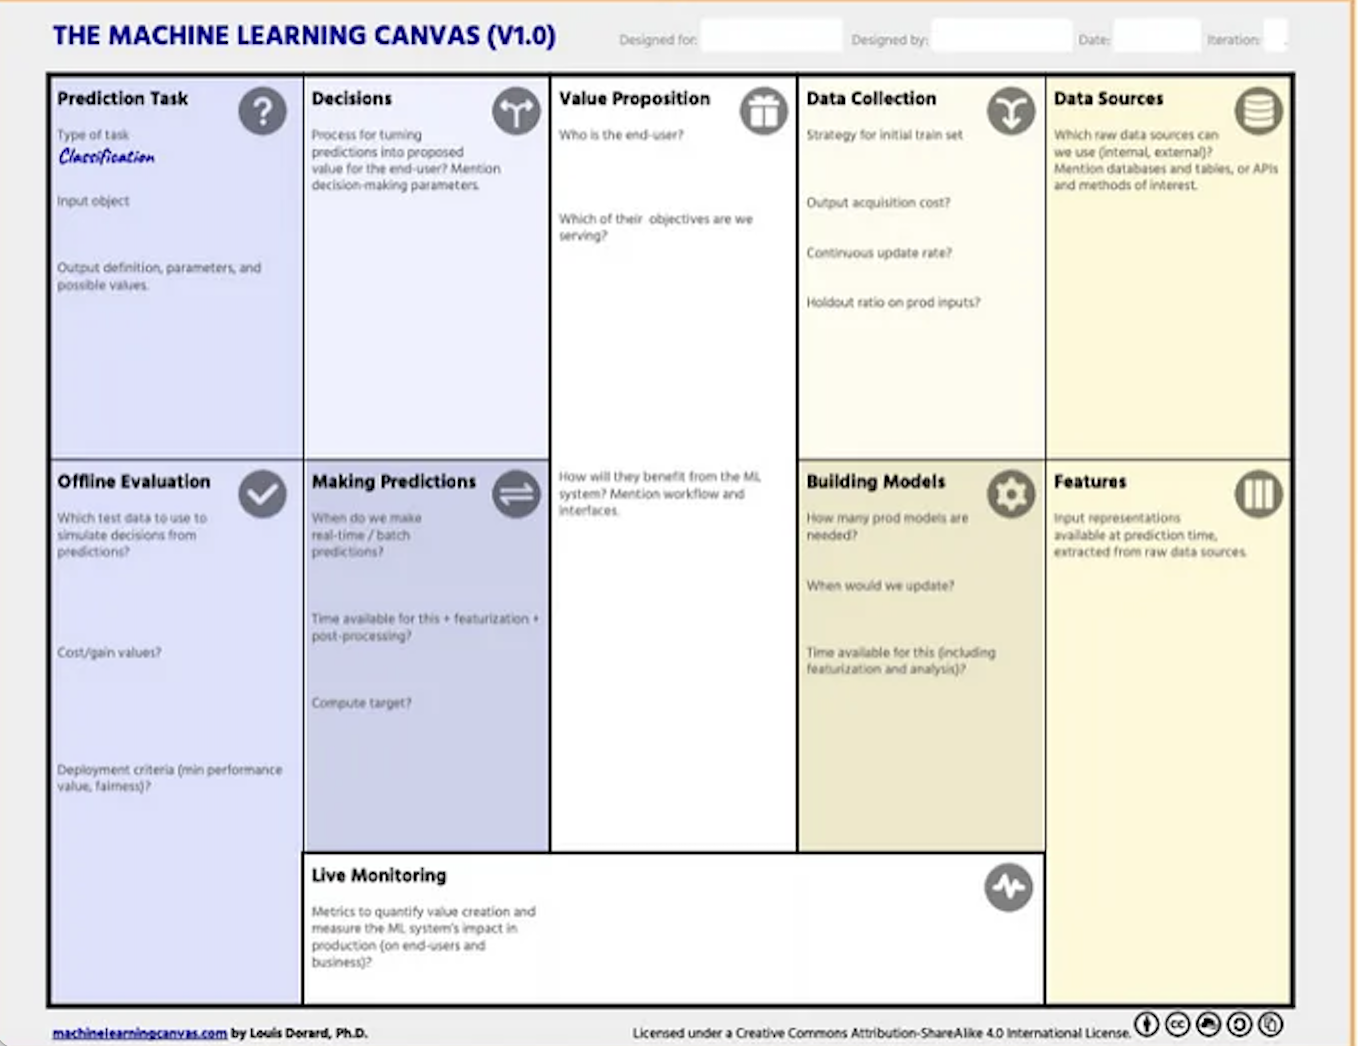 THE MACHINE LEARNING CANVAS (V1.0)
Designed for:
Designed by:
Date:
Iteration: .
Prediction Task
Type of task
Classification
Input object
Output definition, parameters, and
possible values.
Decisions
Process for turning
predictions into proposed
value for the end-user? Mention
decision-making parameters.
Value Proposition
Who is the end-user?
Which of their objectives are we
serving?
How will they benefit from the ML
system? Mention workflow and
interfaces.
Data Collection
Strategy for initial train set
Output acquisition cost?
Continuous update rate?
Holdout ratio on prod inputs?
Data Sources
Which raw data sources can
we use (internal, external)?
Mention databases and tables, or APIs
and methods of interest.
Offline Evaluation
Which test data to use to
simulate decisions from
predictions?
Cost/gain values?
Deployment criteria (min performance
value, fairness)?
Making Predictions
When do we make
real-time / batch
predictions?
Time available for this + featurization +
post-processing?
Compute target?
Building Models
How many prod models are
needed?
When would we update?
Time available for this (including
featurization and analysis)?
Features
Input representations
available at prediction time,
extracted from raw data sources.
Live Monitoring
Metrics to quantify value creation and
measure the ML system's impact in
production (on end-users and
business)?
machinelearningcanvas.com by Louis Dorard, Ph.D.
Licensed under a Creative Commons Attribution-ShareAlike 4.0 International License.